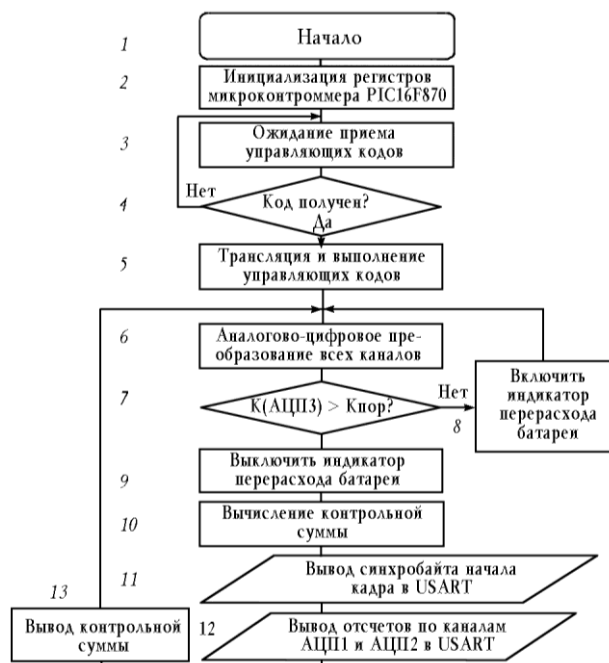 1
Начало
2
Инициализация регистров
микроконтроммера PIC16F870
3
Ожидание приема
управляющих кодов
Нет
4
Код получен?
Да
5
Трансляция и выполнение
управляющих кодов
6
Аналогово-цифровое пре-
образование всех каналов
7
К(АЦП3) > Кпор?
Нет
8
Включить
индикатор
перерасхода
батареи
9
Выключить индикатор
перерасхода батареи
10
Вычисление контрольной
суммы
11
Вывод синхробайта начала
кадра в USART
13
Вывод контрольной
суммы
12
Вывод отсчетов по каналам
АЦП1 и АЦП2 в USART